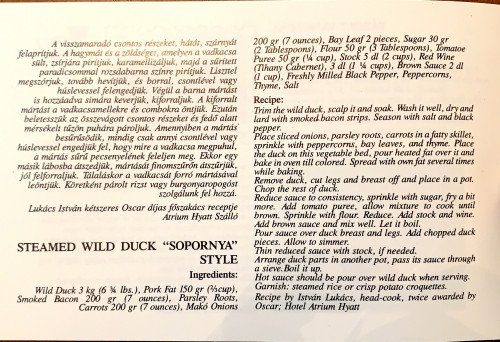 A visszamaradó csontos részeket, hátát, szárnyát
felaprítjuk. A hagymát és a zöldséget, amelyen a vadkacsa
sült, zsírjára pirítjuk, karamellizáljuk, majd a sűrített
paradicsommal rozsdabarna színre pirítjuk. Liszttel
megszórjuk, tovább hevítjük, és borral, csontlével vagy
húslevessel felengedjük. Végül a barna mártást
is hozzáadva simára keverjük, kiforraljuk. A kiforralt
mártást a vadkacsamellekre és combokra öntjük. Ezután
beletesszük az összevágott csontos részeket és fedő alatt
mérsékelt tűzön puhára pároljuk. Amennyiben a mártás
besűrűsödik, mindig csak annyi csontlével vagy
húslevessel engedjük fel, hogy mire a vadkacsa megpuhul,
a mártás sűrű pecsenyelének feleljen meg. Ekkor egy
másik lábosba átszedjük, mártását finomszűrőn átszűrjük,
jól felforraljuk. Tálaláskor a vadkacsát forró mártásával
leöntjük. Köretként párolt rizst vagy burgonyaropogóst
szolgálunk fel hozzá.
Lukács István kétszeres Oscar díjas főszakács receptje
Atrium Hyatt Szálló
STEAMED WILD DUCK “SOPORNYA”
STYLE
Ingredients:
Wild Duck 3 kg (6 ¾ lbs.), Pork Fat 150 gr (⅔cup),
Smoked Bacon 200 gr (7 ounces), Parsley Roots,
Carrots 200 gr (7 ounces), Makó Onions
200 gr (7 ounces), Bay Leaf 2 pieces, Sugar 30 gr
(2 Tablespoons), Flour 50 gr (3 Tablespoons), Tomatoe
Puree 50 gr (¼ cup), Stock 5 dl (2 cups), Red Wine
(Tihany Cabernet), 3 dl (1 ¼ cups), Brown Sauce 2 dl
(1 cup), Freshly Milled Black Pepper, Peppercorns,
Thyme, Salt
Recipe:
Trim the wild duck, scalp it and soak. Wash it well, dry and
lard with smoked bacon strips. Season with salt and black
pepper.
Place sliced onions, parsley roots, carrots in a fatty skillet,
sprinkle with peppercorns, bay leaves, and thyme. Place
the duck on this vegetable bed, pour heated fat over it and
bake in oven till colored. Spread with own fat several times
while baking.
Remove duck, cut legs and breast off and place in a pot.
Chop the rest of duck.
Reduce sauce to consistency, sprinkle with sugar, fry a bit
more. Add tomato puree, allow mixture to cook until
brown. Sprinkle with flour. Reduce. Add stock and wine.
Add brown sauce and mix well. Let it boil.
Pour sauce over duck breast and legs. Add chopped duck
pieces. Allow to simmer.
Thin reduced sauce with stock, if needed.
Arrange duck parts in another pot, pass its sauce through
a sieve. Boil it up.
Hot sauce should be pour over wild duck when serving.
Garnish: steamed rice or crisp potato croquettes.
Recipe by István Lukács, head-cook, twice awarded by
Oscar; Hotel Atrium Hyatt